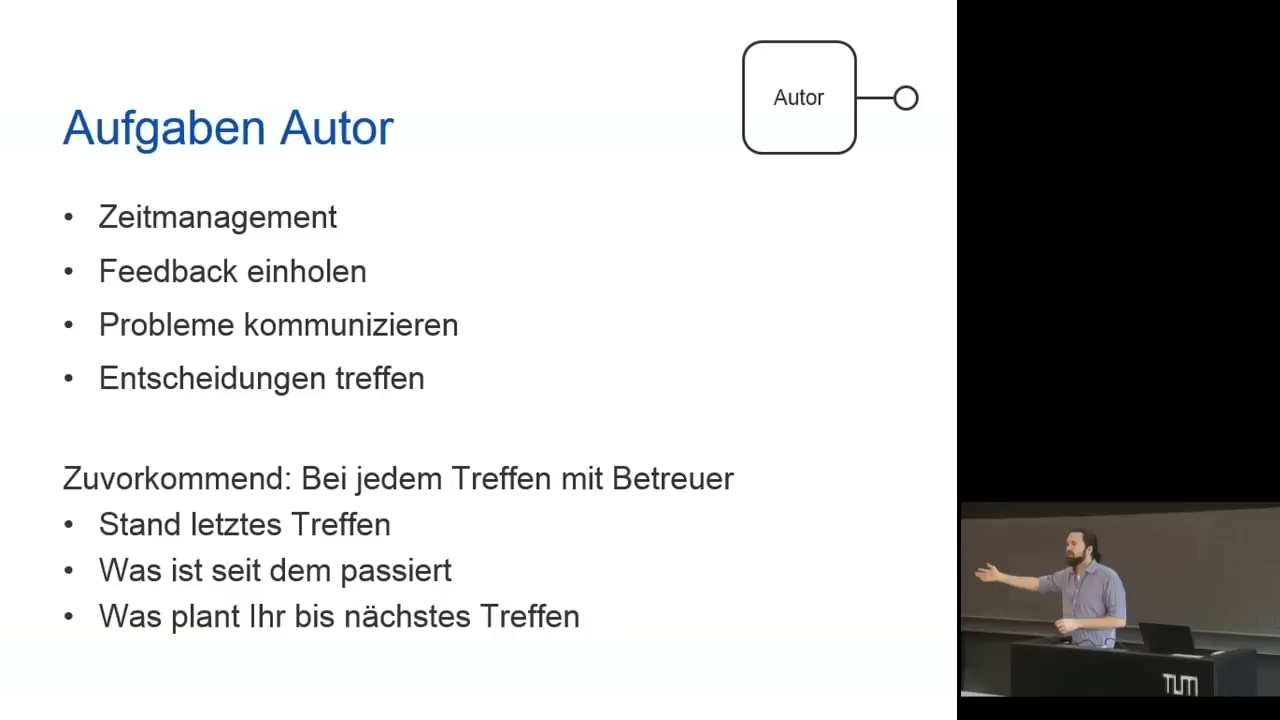 Autor
Aufgaben Autor
• Zeitmanagement
• Feedback einholen
• Probleme kommunizieren
• Entscheidungen treffen
Zuvorkommend: Bei jedem Treffen mit Betreuer
• Stand letztes Treffen
• Was ist seit dem passiert
• Was plant Ihr bis nächstes Treffen
TUM